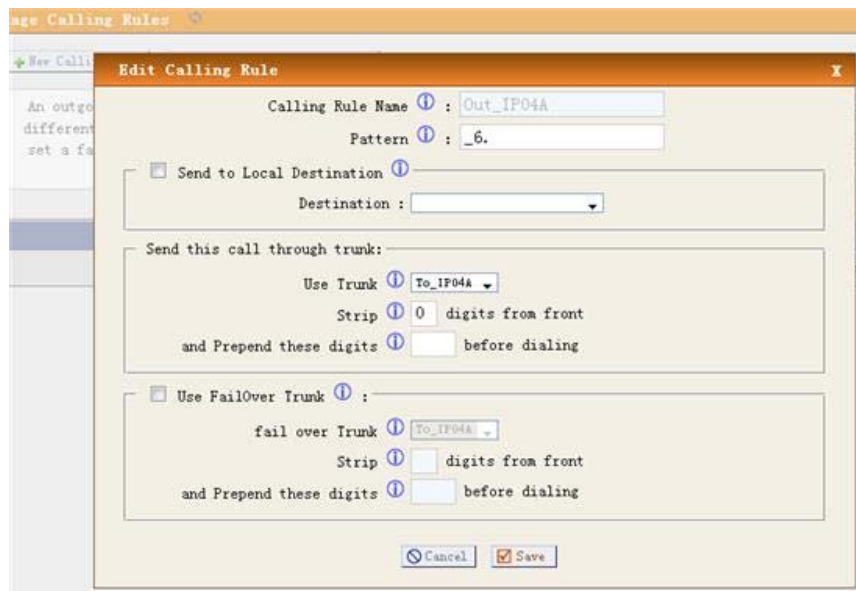 age Calling Rules
New Calli
An outgo
different
set a fa
Edit Calling Rule X
Calling Rule Name : Out_IP04A
Pattern : _6.
Send to Local Destination
Destination :
Send this call through trunk:
Use Trunk To_IP04A
Strip 0 digits from front
and Prepend these digits before dialing
Use FailOver Trunk :
fail over Trunk To_IP04A
Strip digits from front
and Prepend these digits before dialing
Cancel Save